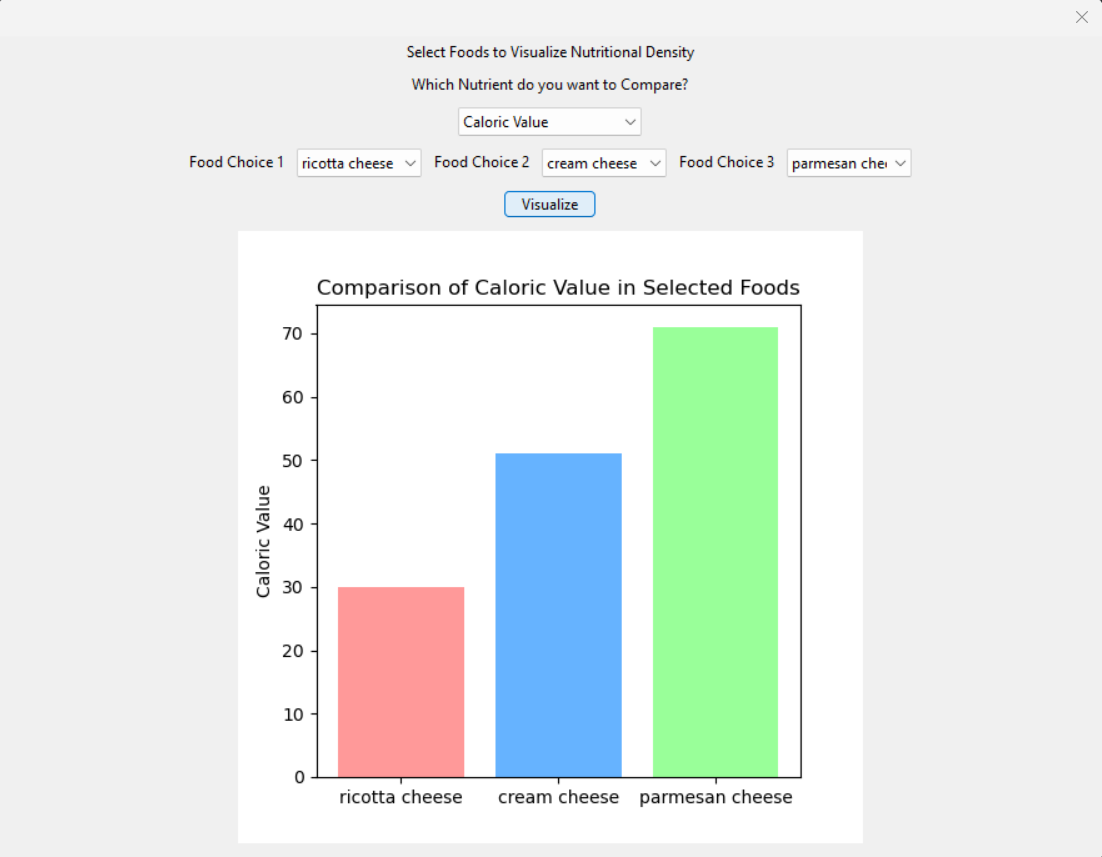 Select Foods to Visualize Nutritional Density
Which Nutrient do you want to Compare?
Caloric Value
Food Choice 1 ricotta cheese Food Choice 2 cream cheese Food Choice 3 parmesan che
Visualize
Comparison of Caloric Value in Selected Foods
Caloric Value
70
60
50
40
30
20
10
0
ricotta cheese cream cheese parmesan cheese